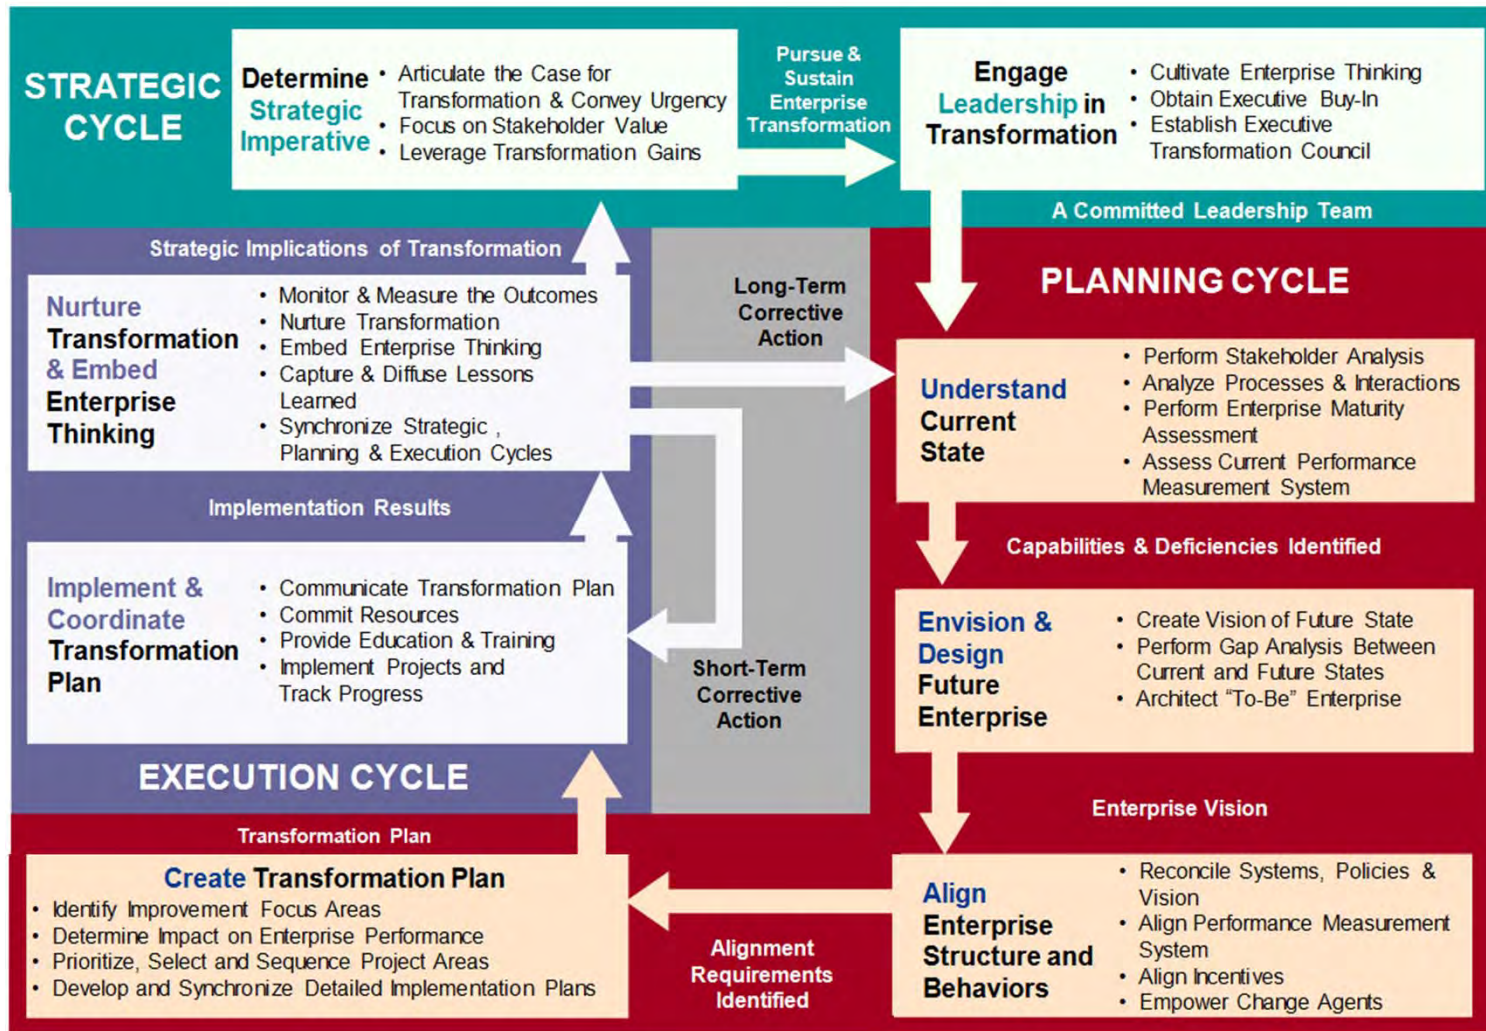 STRATEGIC
CYCLE
Determine
Strategic
Imperative
• Articulate the Case for
Transformation & Convey Urgency
• Focus on Stakeholder Value
• Leverage Transformation Gains
Pursue &
Sustain
Enterprise
Transformation
Engage
Leadership in
Transformation
• Cultivate Enterprise Thinking
• Obtain Executive Buy-In
• Establish Executive
Transformation Council
A Committed Leadership Team
Strategic Implications of Transformation
Nurture
Transformation
& Embed
Enterprise
Thinking
• Monitor & Measure the Outcomes
• Nurture Transformation
• Embed Enterprise Thinking
• Capture & Diffuse Lessons
Learned
• Synchronize Strategic ,
Planning & Execution Cycles
Long-Term
Corrective
Action
PLANNING CYCLE
Understand
Current
State
• Perform Stakeholder Analysis
• Analyze Processes & Interactions
• Perform Enterprise Maturity
Assessment
• Assess Current Performance
Measurement System
Implementation Results
Capabilities & Deficiencies Identified
Implement &
Coordinate
Transformation
Plan
• Communicate Transformation Plan
• Commit Resources
• Provide Education & Training
• Implement Projects and
Track Progress
Short-Term
Corrective
Action
Envision &
Design
Future
Enterprise
• Create Vision of Future State
• Perform Gap Analysis Between
Current and Future States
• Architect “To-Be” Enterprise
EXECUTION CYCLE
Enterprise Vision
Transformation Plan
Create Transformation Plan
• Identify Improvement Focus Areas
• Determine Impact on Enterprise Performance
• Prioritize, Select and Sequence Project Areas
• Develop and Synchronize Detailed Implementation Plans
Alignment
Requirements
Identified
Align
Enterprise
Structure and
Behaviors
• Reconcile Systems, Policies &
Vision
• Align Performance Measurement
System
• Align Incentives
• Empower Change Agents